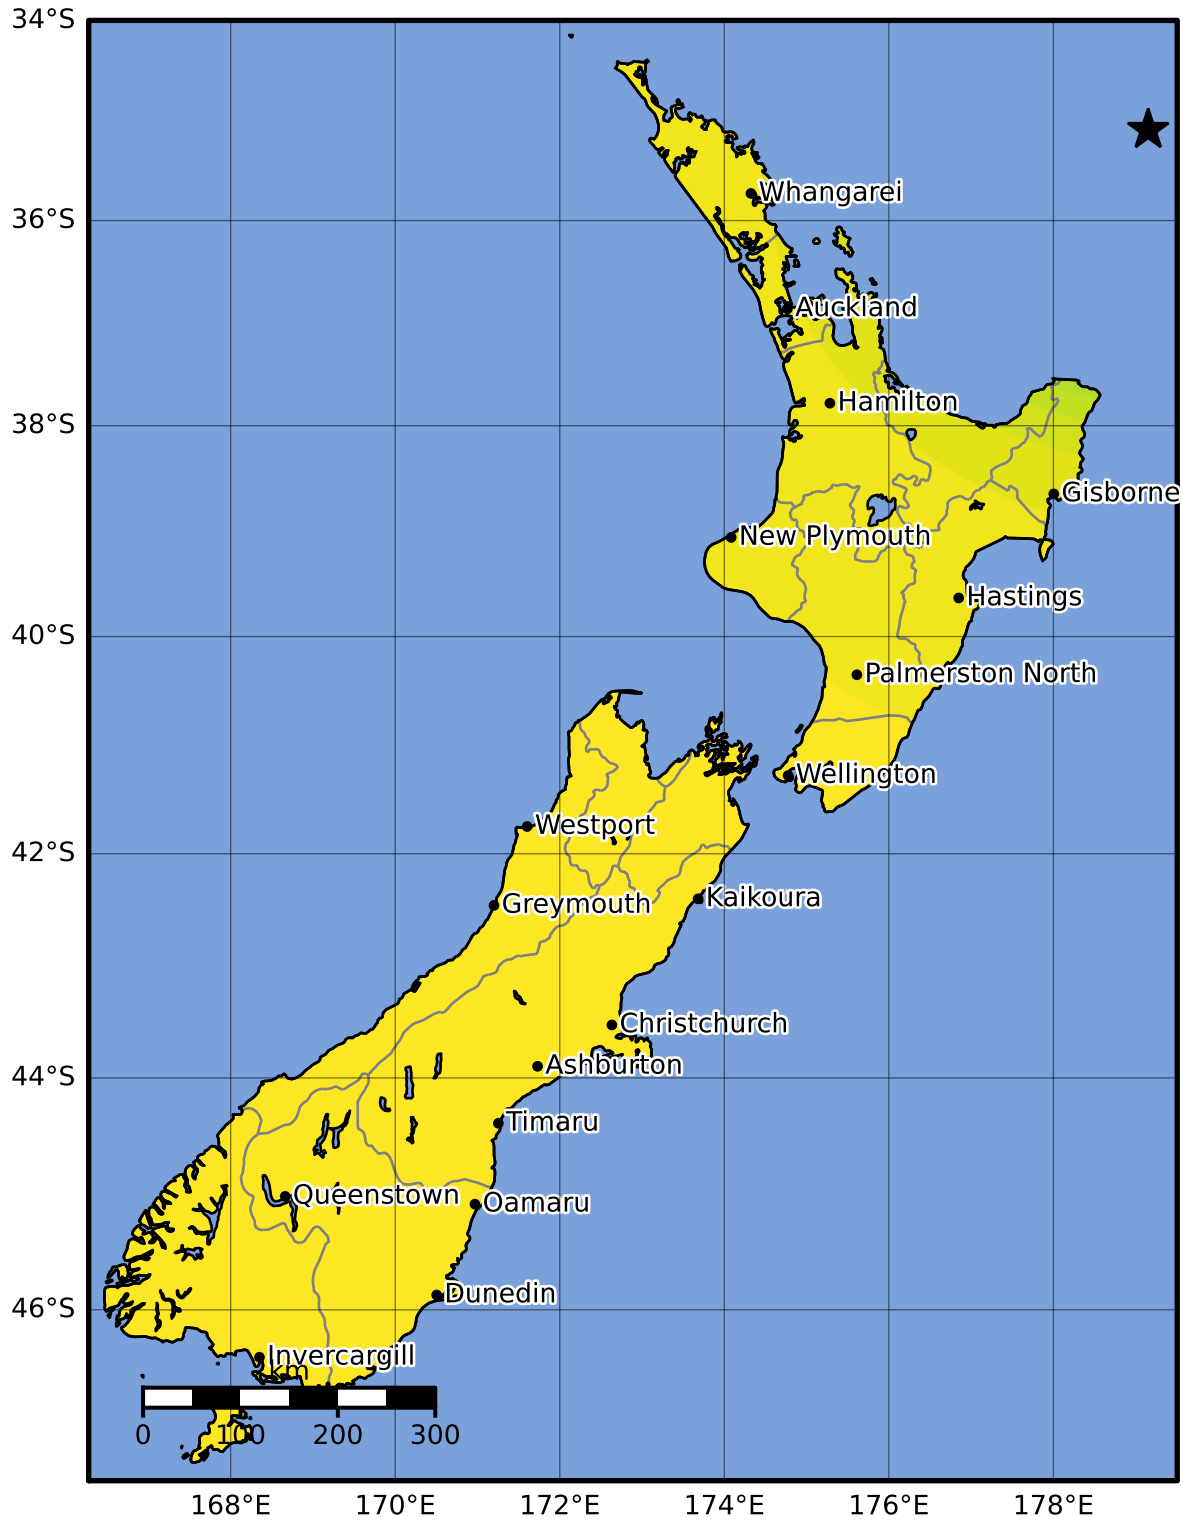 34°S
Whangarei
36°S
Auckland
Hamilton
38°S
Gisborne
New Plymouth
Hastings
40°S
Palmerston North
Wellington
Westport
42°S
Kaikoura
Greymouth
Christchurch
Ashburton
44°S
Timaru
Queenstown
Oamaru
Dunedin
46°S
Invercargill
km
0 100 200 300
168°E 170°E 172°E 174°E 176°E 178°E